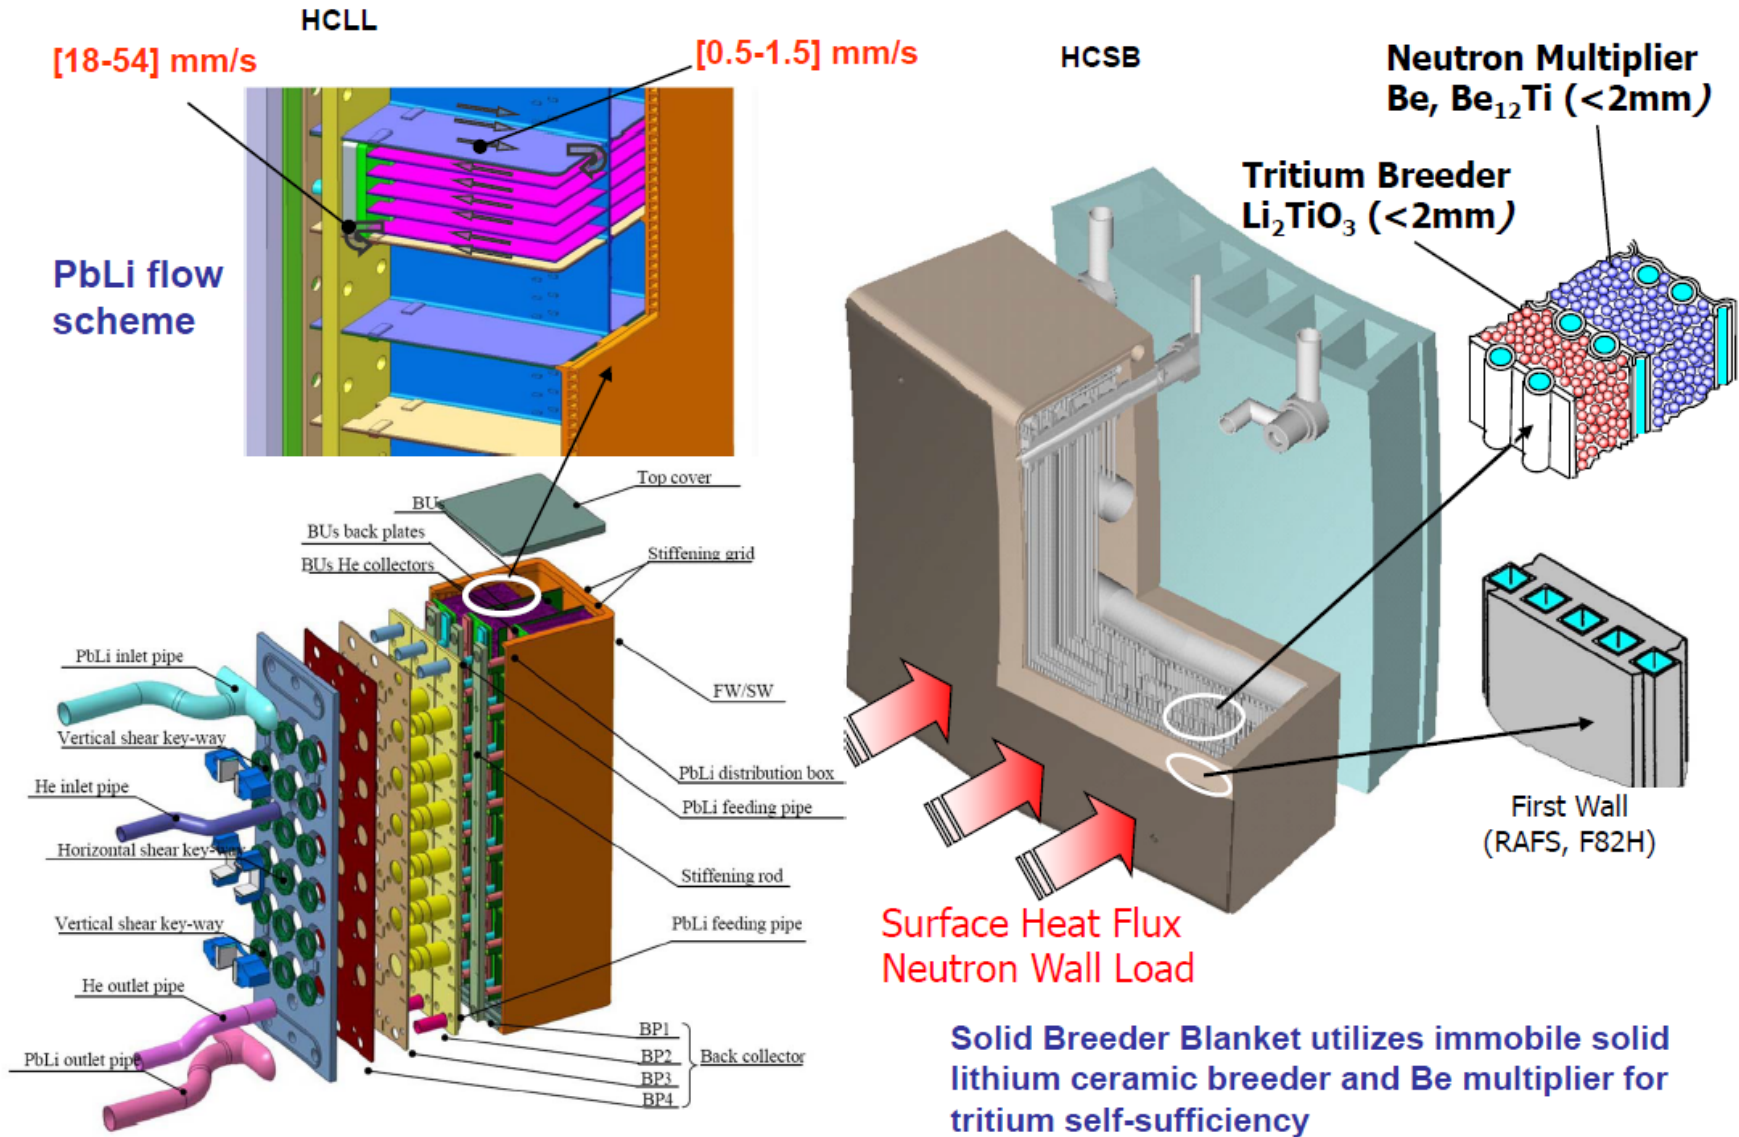 HCLL
[18-54] mm/s
[0.5-1.5] mm/s
PbLi flow
scheme
Top cover
BU
BUs back plates
BUs He collectors
Stiffening grid
PbLi inlet pipe
FW/SW
Vertical shear key-way
He inlet pipe
PbLi distribution box
PbLi feeding pipe
Horizontal shear key-way
Stiffening rod
Vertical shear key-way
PbLi feeding pipe
He outlet pipe
PbLi outlet pipe
BP1
BP2
BP3
BP4
Back collector
HCSB
Neutron Multiplier
Be, Be₁₂Ti (<2mm)
Tritium Breeder
Li₂TiO₃ (<2mm)
First Wall
(RAFS, F82H)
Surface Heat Flux
Neutron Wall Load
Solid Breeder Blanket utilizes immobile solid
lithium ceramic breeder and Be multiplier for
tritium self-sufficiency